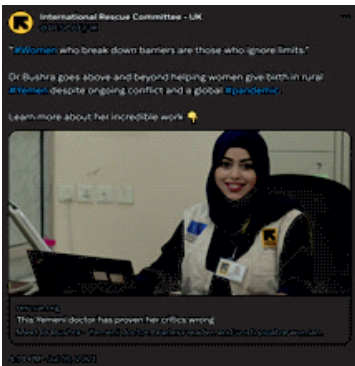 International Rescue Committee - UK
"#Women who break down barriers are those who ignore limits."
Dr Bushra goes above and beyond helping women give birth in rural
#Yemen despite ongoing conflict and a global #pandemic.
Learn more about her incredible work 👇
rescue.org
This Yemeni doctor has proven her critics wrong